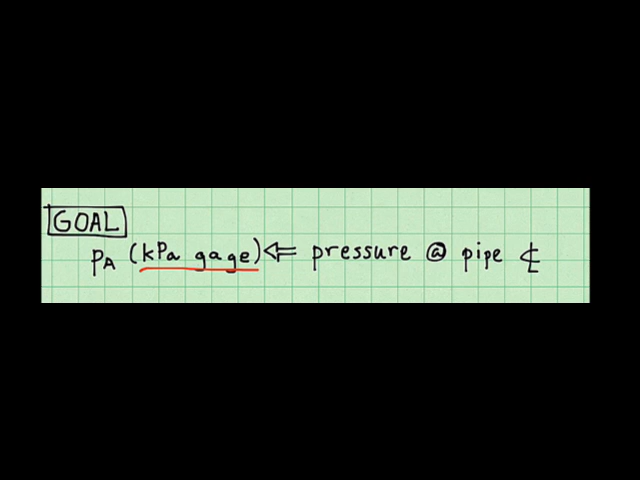 GOAL
pA (kPa gage) ⇐ pressure @ pipe ℄